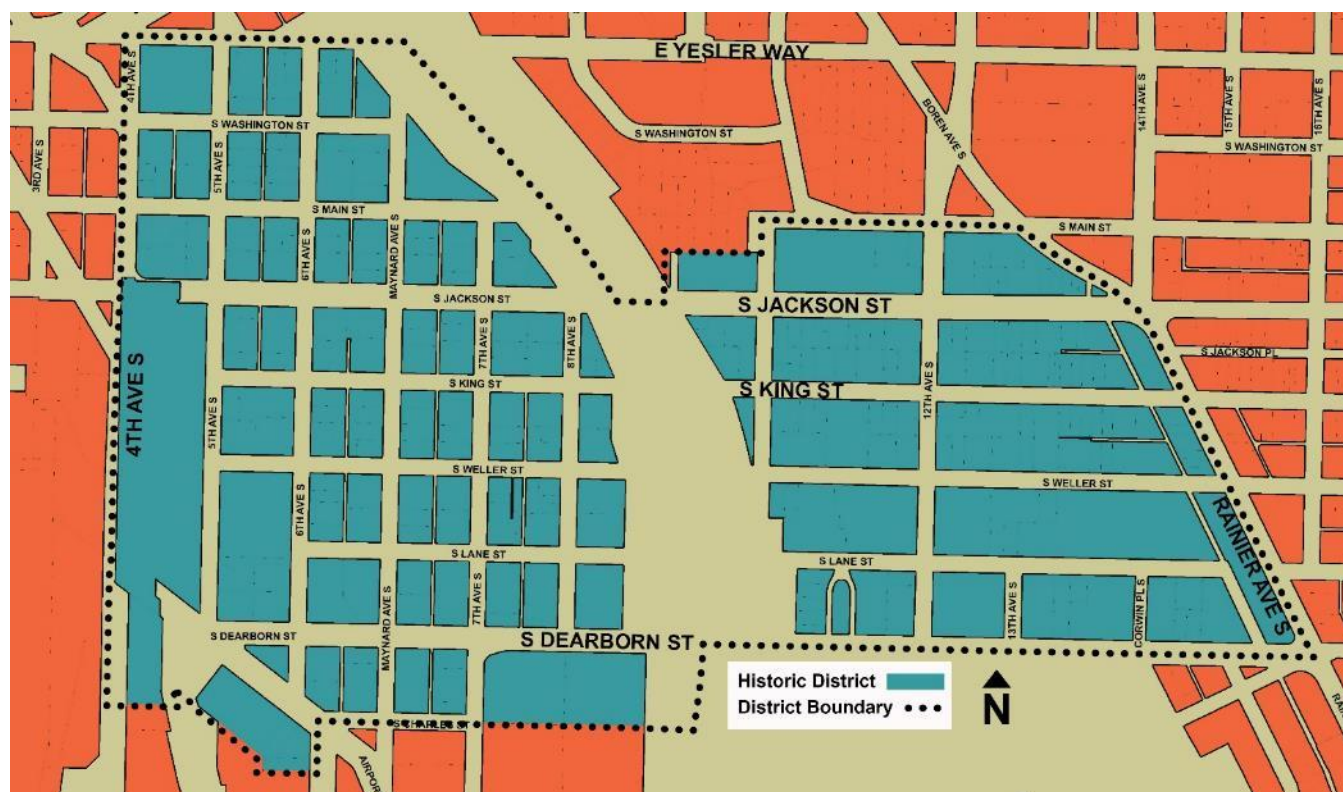 E YESLER WAY
4TH AVE S
S WASHINGTON ST
S WASHINGTON ST
BOREN AVE S
14TH AVE S
15TH AVE S
16TH AVE S
S WASHINGTON ST
3RD AVE S
5TH AVE S
S MAIN ST
S MAIN ST
6TH AVE S
MAYNARD AVE S
S JACKSON ST
S JACKSON ST
4TH AVE S
7TH AVE S
8TH AVE S
S JACKSON PL
S KING ST
S KING ST
12TH AVE S
5TH AVE S
S WELLER ST
S WELLER ST
6TH AVE S
RAINIER AVE S
S LANE ST
S LANE ST
MAYNARD AVE S
7TH AVE S
13TH AVE S
CORWIN PL S
S DEARBORN ST
S DEARBORN ST
Historic District
District Boundary
N
S CHARLES ST